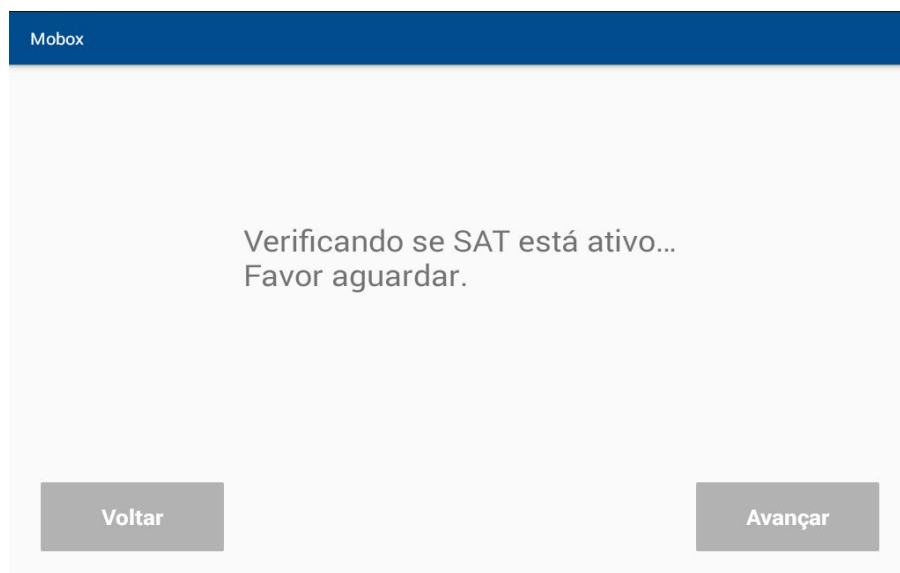 Mobox
Verificando se SAT está ativo...
Favor aguardar.
Voltar
Avançar